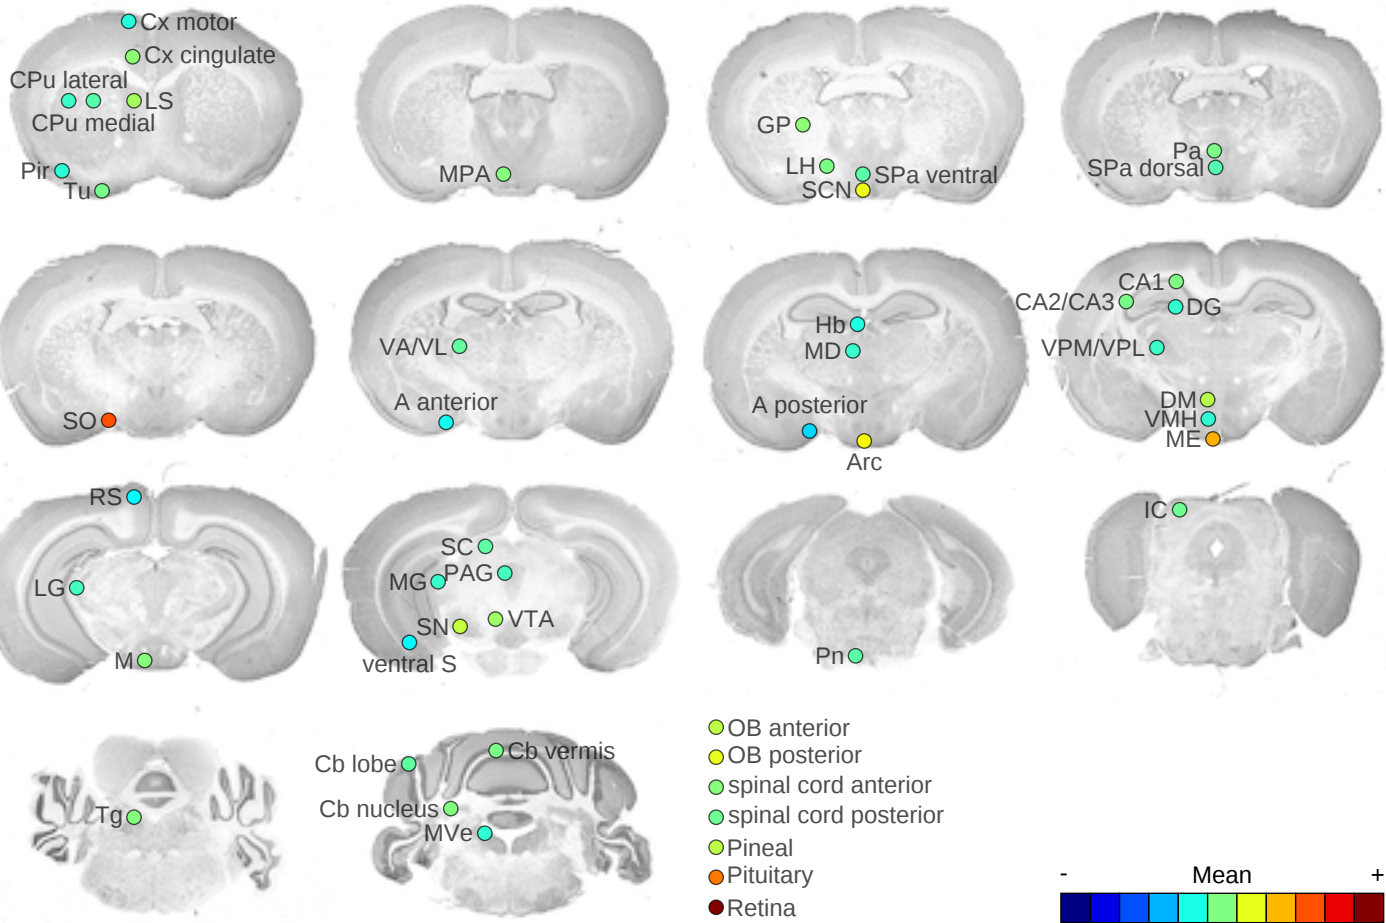 Cx motor
Cx cingulate
CPu lateral
LS
CPu medial
Pir
Tu
MPA
GP
LH
SPa ventral
SCN
Pa
SPa dorsal
SO
VA/VL
A anterior
Hb
MD
A posterior
Arc
CA1
CA2/CA3
DG
VPM/VPL
DM
VMH
ME
RS
LG
M
SC
MG
PAG
SN
VTA
ventral S
Pn
IC
Tg
Cb lobe
Cb vermis
Cb nucleus
MVe
OB anterior
OB posterior
spinal cord anterior
spinal cord posterior
Pineal
Pituitary
Retina
- Mean +